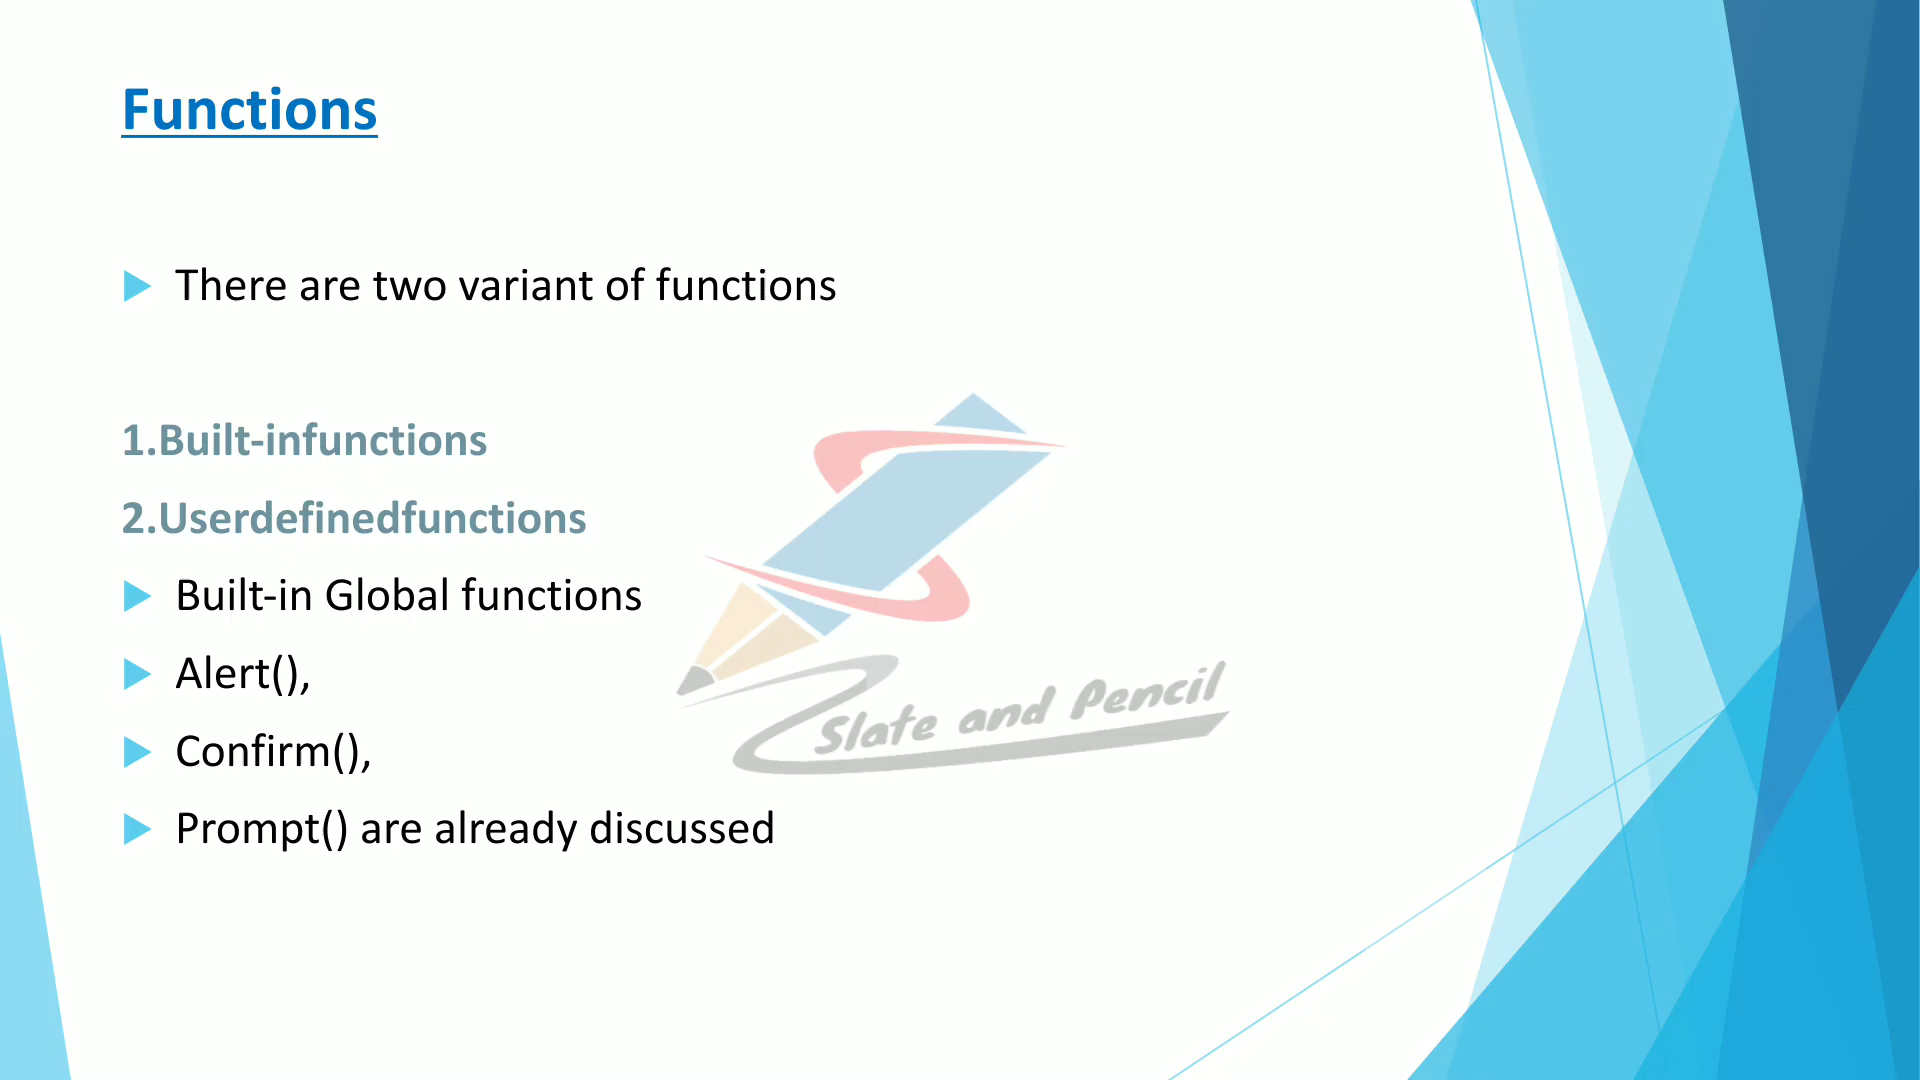 Functions
There are two variant of functions
1.Built-infunctions
2.Userdefinedfunctions
Built-in Global functions
Alert(),
Confirm(),
Prompt() are already discussed
Slate and Pencil